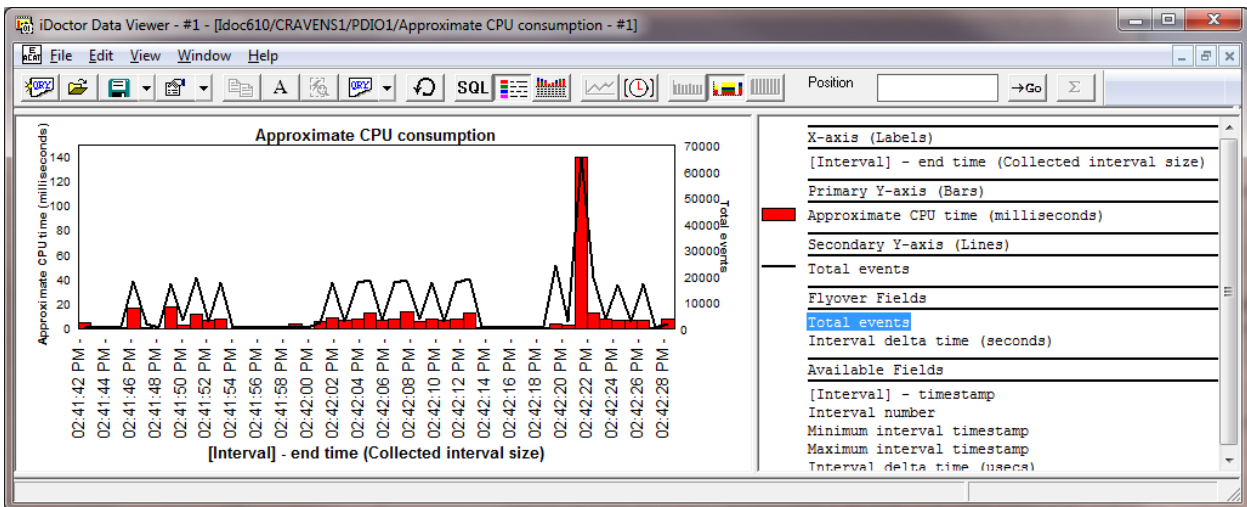 iDoctor Data Viewer - #1 - [Idoc610/CRAVENS1/PDIO1/Approximate CPU consumption - #1]
File Edit View Window Help
QRY A QRY SQL Position →Go Σ
Approximate CPU consumption
Approximate CPU time (milliseconds)
140
120
100
80
60
40
20
0
70000
60000
50000
40000
30000
20000
10000
0
Total events
02:41:42 PM -
02:41:44 PM -
02:41:46 PM -
02:41:48 PM -
02:41:50 PM -
02:41:52 PM -
02:41:54 PM -
02:41:56 PM -
02:41:58 PM -
02:42:00 PM -
02:42:02 PM -
02:42:04 PM -
02:42:06 PM -
02:42:08 PM -
02:42:10 PM -
02:42:12 PM -
02:42:14 PM -
02:42:16 PM -
02:42:18 PM -
02:42:20 PM -
02:42:22 PM -
02:42:24 PM -
02:42:26 PM -
02:42:28 PM -
[Interval] - end time (Collected interval size)
X-axis (Labels)
[Interval] - end time (Collected interval size)
Primary Y-axis (Bars)
Approximate CPU time (milliseconds)
Secondary Y-axis (Lines)
Total events
Flyover Fields
Total events
Interval delta time (seconds)
Available Fields
[Interval] - timestamp
Interval number
Minimum interval timestamp
Maximum interval timestamp
Interval delta time (usecs)